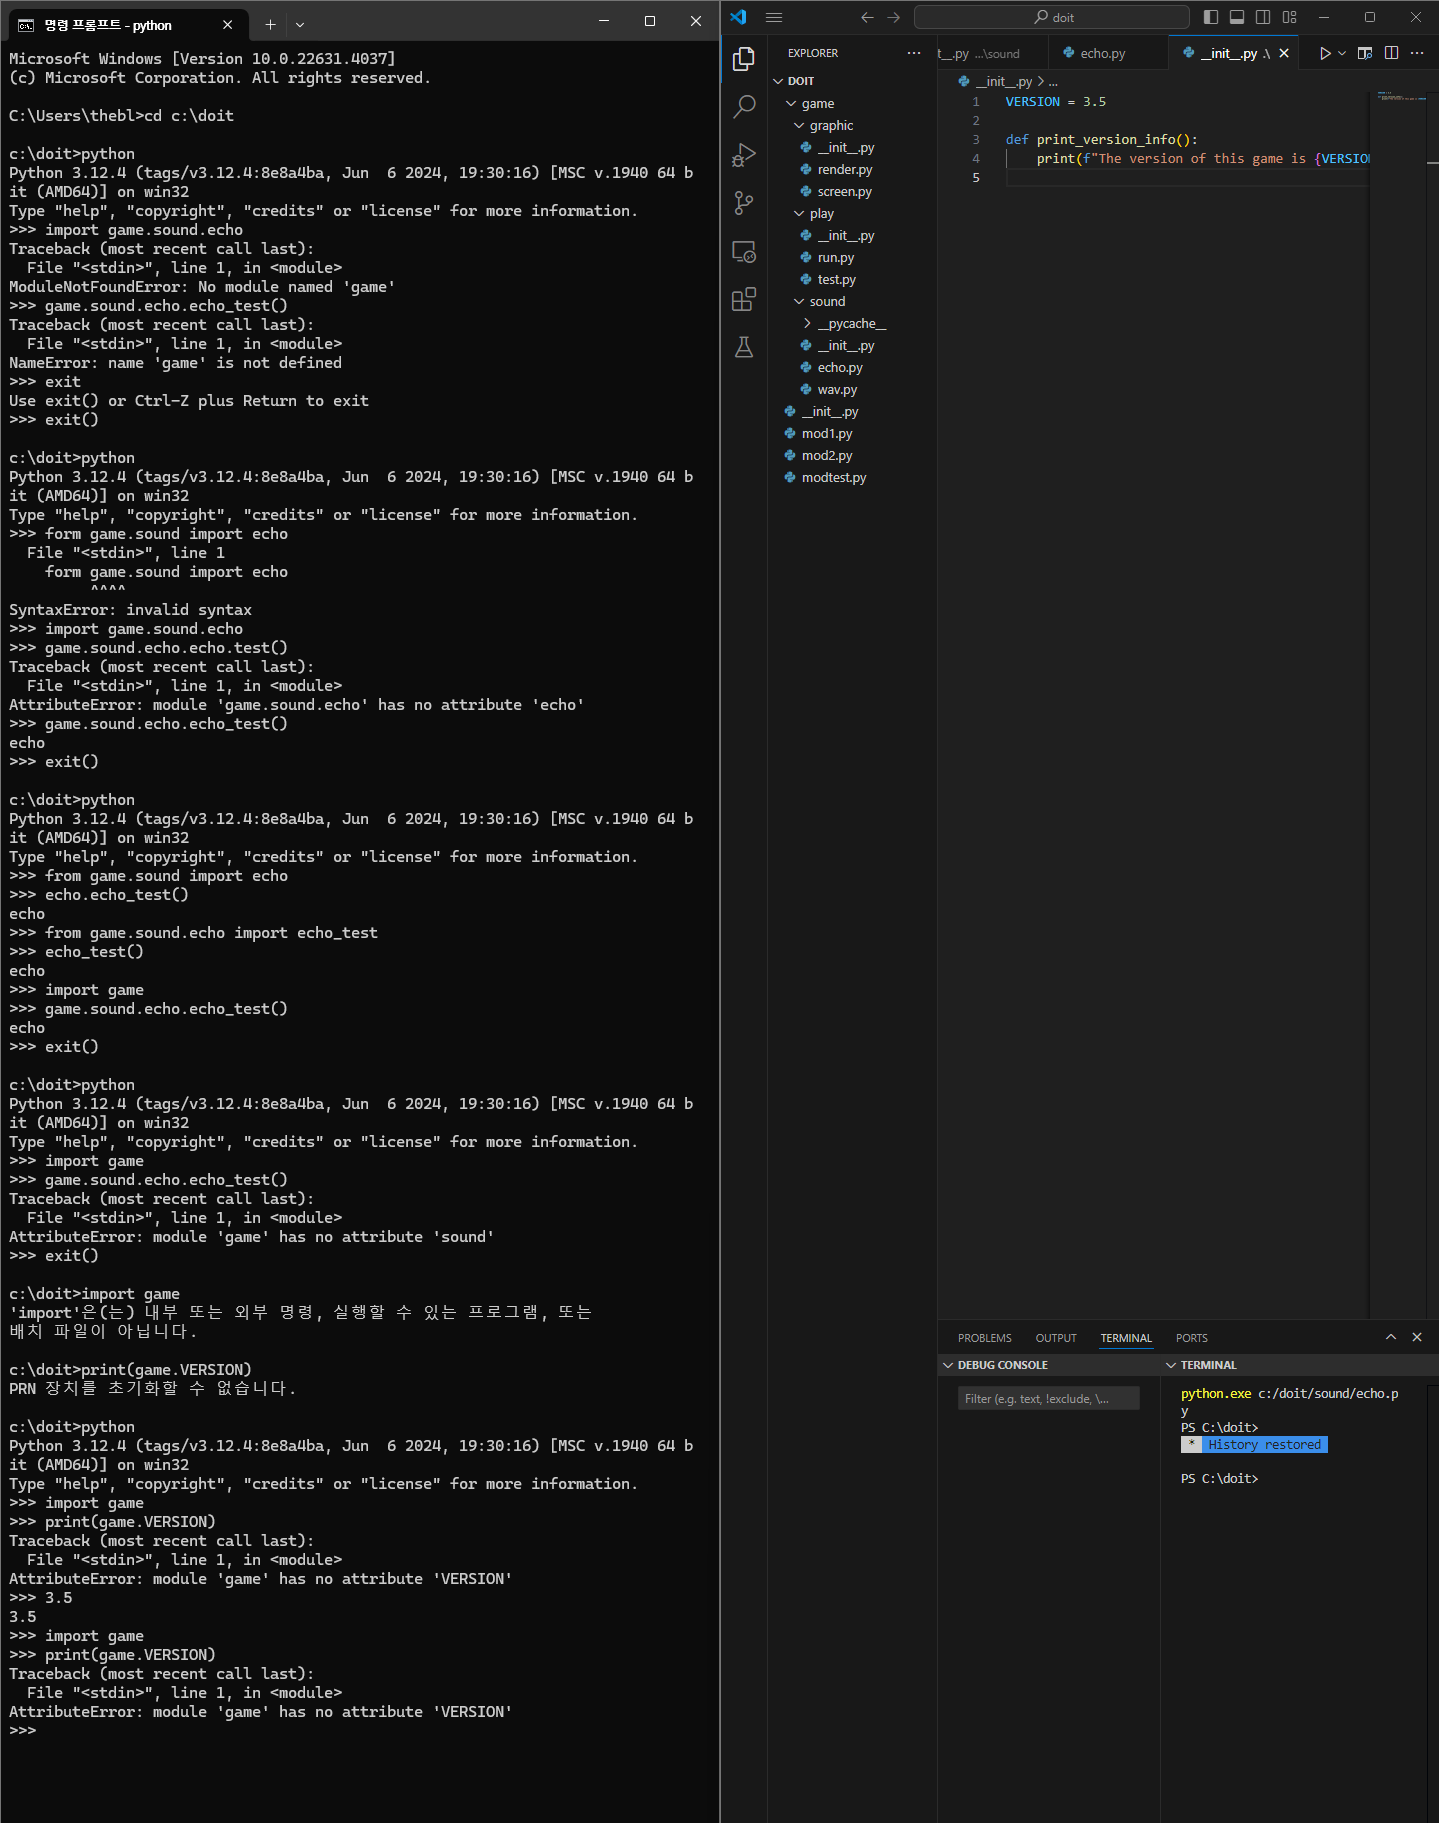 명령 프롬프트 - python
Microsoft Windows [Version 10.0.22631.4037]
(c) Microsoft Corporation. All rights reserved.
C:\Users\thebl>cd c:\doit
c:\doit>python
Python 3.12.4 (tags/v3.12.4:8e8a4ba, Jun  6 2024, 19:30:16) [MSC v.1940 64 b
it (AMD64)] on win32
Type "help", "copyright", "credits" or "license" for more information.
>>> import game.sound.echo
Traceback (most recent call last):
  File "<stdin>", line 1, in <module>
ModuleNotFoundError: No module named 'game'
>>> game.sound.echo.echo_test()
Traceback (most recent call last):
  File "<stdin>", line 1, in <module>
NameError: name 'game' is not defined
>>> exit
Use exit() or Ctrl-Z plus Return to exit
>>> exit()
c:\doit>python
Python 3.12.4 (tags/v3.12.4:8e8a4ba, Jun  6 2024, 19:30:16) [MSC v.1940 64 b
it (AMD64)] on win32
Type "help", "copyright", "credits" or "license" for more information.
>>> form game.sound import echo
  File "<stdin>", line 1
    form game.sound import echo
         ^^^^
SyntaxError: invalid syntax
>>> import game.sound.echo
>>> game.sound.echo.echo.test()
Traceback (most recent call last):
  File "<stdin>", line 1, in <module>
AttributeError: module 'game.sound.echo' has no attribute 'echo'
>>> game.sound.echo.echo_test()
echo
>>> exit()
c:\doit>python
Python 3.12.4 (tags/v3.12.4:8e8a4ba, Jun  6 2024, 19:30:16) [MSC v.1940 64 b
it (AMD64)] on win32
Type "help", "copyright", "credits" or "license" for more information.
>>> from game.sound import echo
>>> echo.echo_test()
echo
>>> from game.sound.echo import echo_test
>>> echo_test()
echo
>>> import game
>>> game.sound.echo.echo_test()
echo
>>> exit()
c:\doit>python
Python 3.12.4 (tags/v3.12.4:8e8a4ba, Jun  6 2024, 19:30:16) [MSC v.1940 64 b
it (AMD64)] on win32
Type "help", "copyright", "credits" or "license" for more information.
>>> import game
>>> game.sound.echo.echo_test()
Traceback (most recent call last):
  File "<stdin>", line 1, in <module>
AttributeError: module 'game' has no attribute 'sound'
>>> exit()
c:\doit>import game
'import'은(는) 내부 또는 외부 명령, 실행할 수 있는 프로그램, 또는
배치 파일이 아닙니다.
c:\doit>print(game.VERSION)
PRN 장치를 초기화할 수 없습니다.
c:\doit>python
Python 3.12.4 (tags/v3.12.4:8e8a4ba, Jun  6 2024, 19:30:16) [MSC v.1940 64 b
it (AMD64)] on win32
Type "help", "copyright", "credits" or "license" for more information.
>>> import game
>>> print(game.VERSION)
Traceback (most recent call last):
  File "<stdin>", line 1, in <module>
AttributeError: module 'game' has no attribute 'VERSION'
>>> 3.5
3.5
>>> import game
>>> print(game.VERSION)
Traceback (most recent call last):
  File "<stdin>", line 1, in <module>
AttributeError: module 'game' has no attribute 'VERSION'
>>>
doit
EXPLORER
DOIT
game
graphic
__init__.py
render.py
screen.py
play
__init__.py
run.py
test.py
sound
__pycache__
__init__.py
echo.py
wav.py
__init__.py
mod1.py
mod2.py
modtest.py
t__.py ...\sound echo.py __init__.py .\
__init__.py > ...
1 VERSION = 3.5
2
3 def print_version_info():
4     print(f"The version of this game is {VERSION
5
PROBLEMS OUTPUT TERMINAL PORTS
DEBUG CONSOLE
Filter (e.g. text, !exclude, \...
TERMINAL
python.exe c:/doit/sound/echo.p
y
PS C:\doit>
* History restored
PS C:\doit>